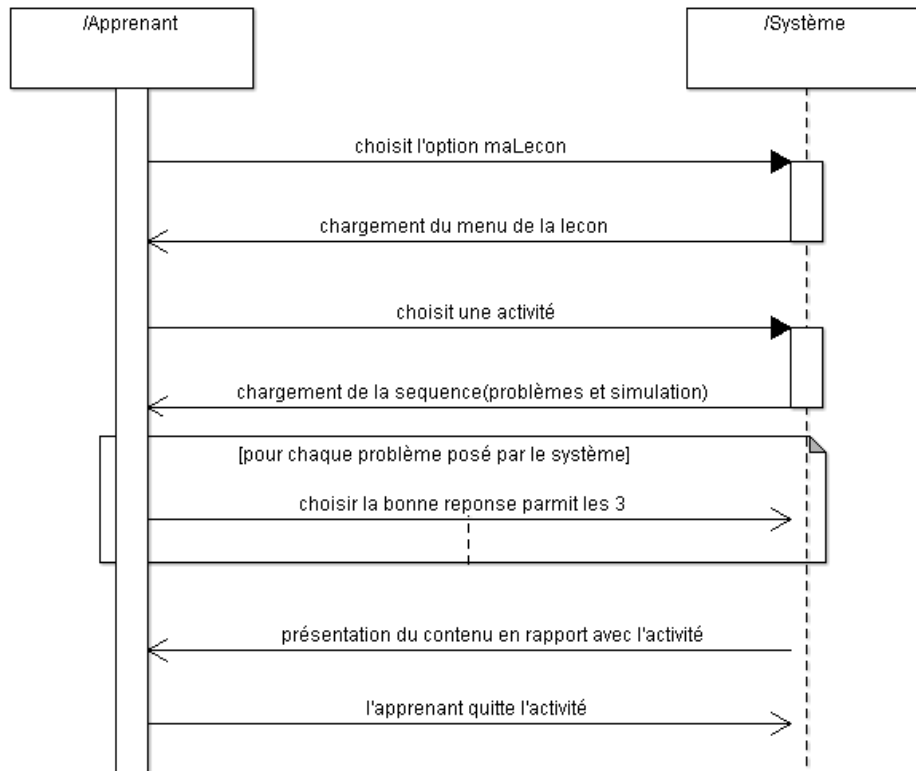 /Apprenant
/Système
choisit l'option maLecon
chargement du menu de la lecon
choisit une activité
chargement de la sequence(problèmes et simulation)
[pour chaque problème posé par le système]
choisir la bonne reponse parmit les 3
présentation du contenu en rapport avec l'activité
l'apprenant quitte l'activité